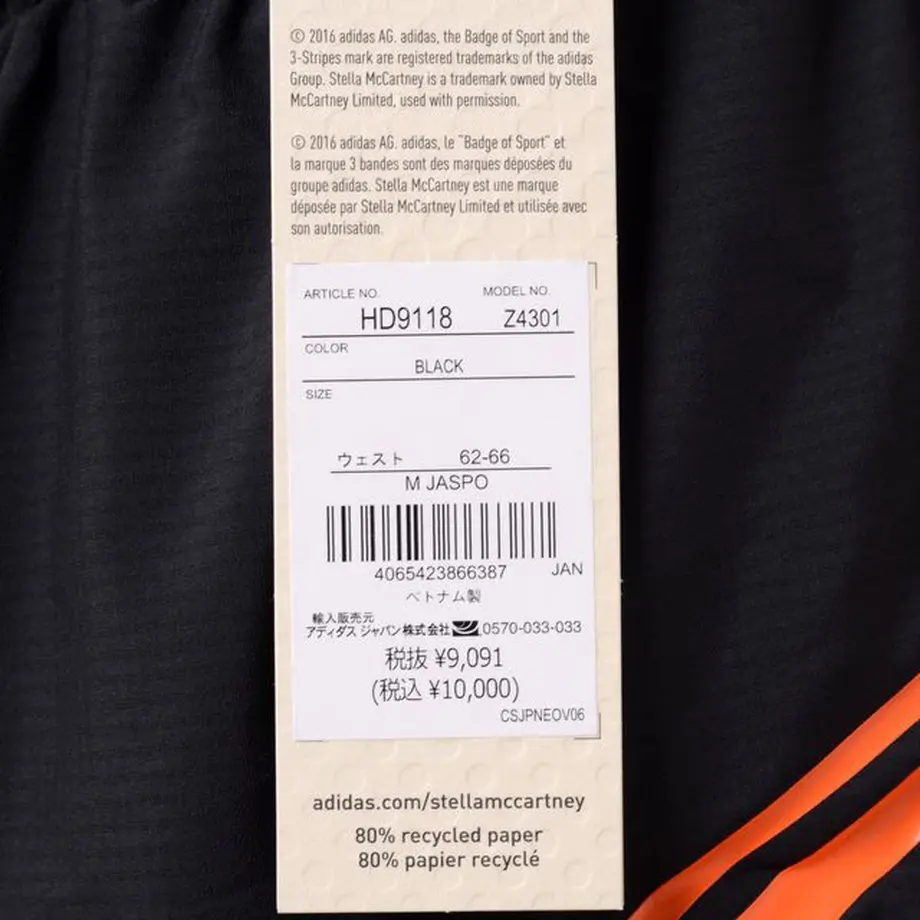 © 2016 adidas AG. adidas, the Badge of Sport and the
3-Stripes mark are registered trademarks of the adidas
Group. Stella McCartney is a trademark owned by Stella
McCartney Limited, used with permission.
© 2016 adidas AG. adidas, le "Badge of Sport" et
la marque 3 bandes sont des marques déposées du
groupe adidas. Stella McCartney est une marque
déposée par Stella McCartney Limited et utilisée avec
son autorisation.
ARTICLE NO. MODEL NO.
HD9118 Z4301
COLOR
BLACK
SIZE
ウェスト 62-66
M JASPO
4065423866387 JAN
ベトナム製
輸入販売元
アディダス ジャパン株式会社 0570-033-033
税抜 ¥9,091
(税込 ¥10,000)
CSJPNEOV06
adidas.com/stellamccartney
80% recycled paper
80% papier recyclé